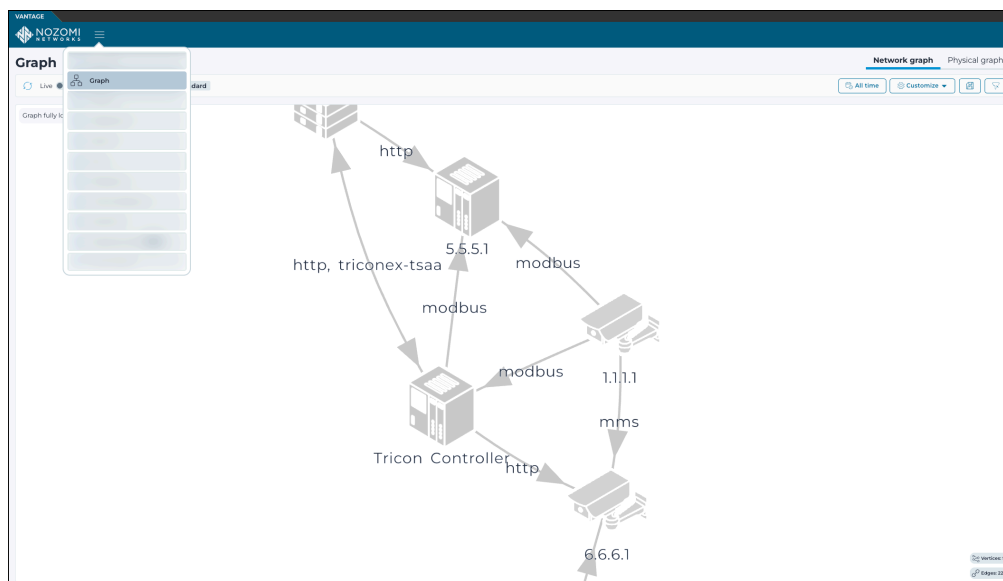 VANTAGE
NOZOMI
NETWORKS
Graph
Network graph
Physical graph
Live
Graph
dard
All time
Customize
Graph fully lo
http
5.5.5.1
modbus
http, triconex-tsaa
modbus
modbus
1.1.1.1
mms
Tricon Controller
http
6.6.6.1
Vertices:
Edges: 22